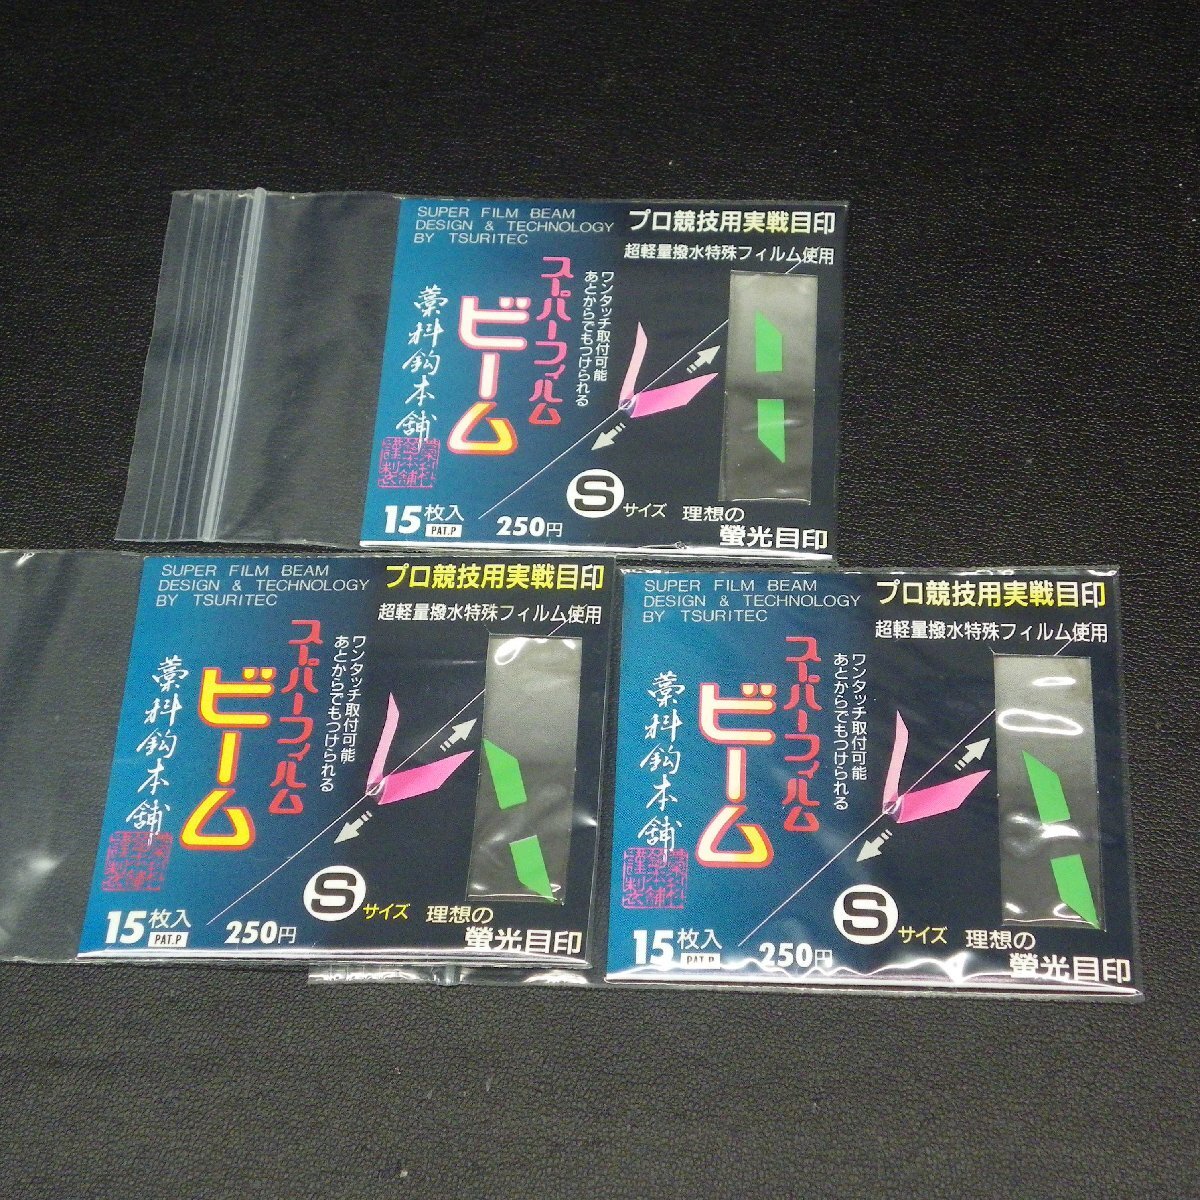 SUPER FILM BEAM
DESIGN & TECHNOLOGY
BY TSURITEC
プロ競技用実戦目印
超軽量撥水特殊フィルム使用
ワンタッチ取付可能
あとからでもつけられる
スーパーフィルム
ビーム
藁科鈎本舗
15枚入
PAT.P
250円
Sサイズ
理想の
螢光目印
SUPER FILM BEAM
DESIGN & TECHNOLOGY
BY TSURITEC
プロ競技用実戦目印
超軽量撥水特殊フィルム使用
ワンタッチ取付可能
あとからでもつけられる
スーパーフィルム
ビーム
藁科鈎本舗
15枚入
PAT.P
250円
Sサイズ
理想の
螢光目印
SUPER FILM BEAM
DESIGN & TECHNOLOGY
BY TSURITEC
プロ競技用実戦目印
超軽量撥水特殊フィルム使用
ワンタッチ取付可能
あとからでもつけられる
スーパーフィルム
ビーム
藁科鈎本舗
15枚入
PAT.P
250円
Sサイズ
理想の
螢光目印